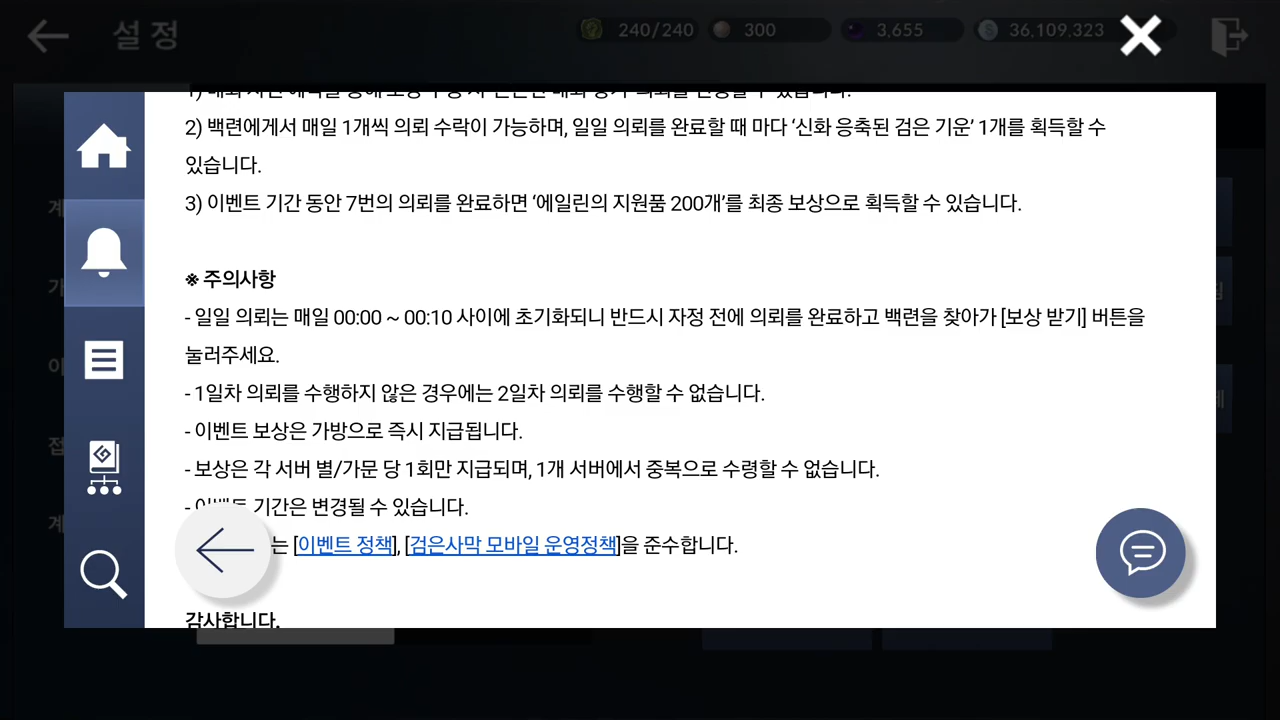 설정
240/240
300
3,655
36,109,323
2) 백련에게서 매일 1개씩 의뢰 수락이 가능하며, 일일 의뢰를 완료할 때 마다 ‘신화 응축된 검은 기운’ 1개를 획득할 수
있습니다.
3) 이벤트 기간 동안 7번의 의뢰를 완료하면 ‘에일린의 지원품 200개’를 최종 보상으로 획득할 수 있습니다.
※ 주의사항
- 일일 의뢰는 매일 00:00 ~ 00:10 사이에 초기화되니 반드시 자정 전에 의뢰를 완료하고 백련을 찾아가 [보상 받기] 버튼을
눌러주세요.
- 1일차 의뢰를 수행하지 않은 경우에는 2일차 의뢰를 수행할 수 없습니다.
- 이벤트 보상은 가방으로 즉시 지급됩니다.
- 보상은 각 서버 별/가문 당 1회만 지급되며, 1개 서버에서 중복으로 수령할 수 없습니다.
- 이벤트 기간은 변경될 수 있습니다.
는 [이벤트 정책], [검은사막 모바일 운영정책]을 준수합니다.
감사합니다.